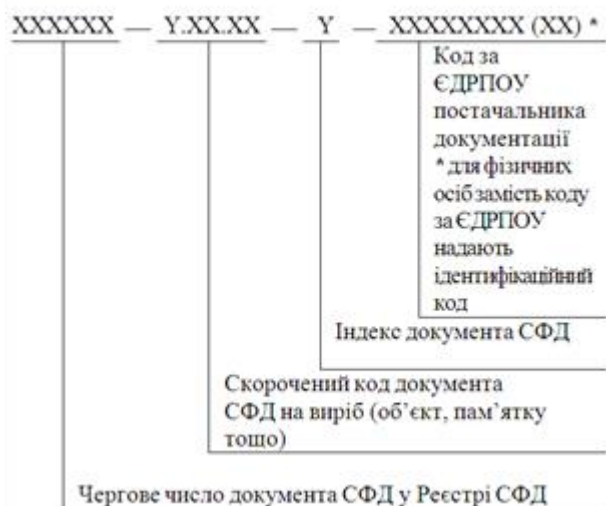 XXXXXX — Y.XX.XX — Y — XXXXXXXX (XX) *
Код за
ЄДРПОУ
постачальника
документації
* для фізичних
осіб замість коду
за ЄДРПОУ
надають
ідентифікаційний
код
Індекс документа СФД
Скорочений код документа
СФД на виріб (об’єкт, пам’ятку
тощо)
Чергове число документа СФД у Реєстрі СФД